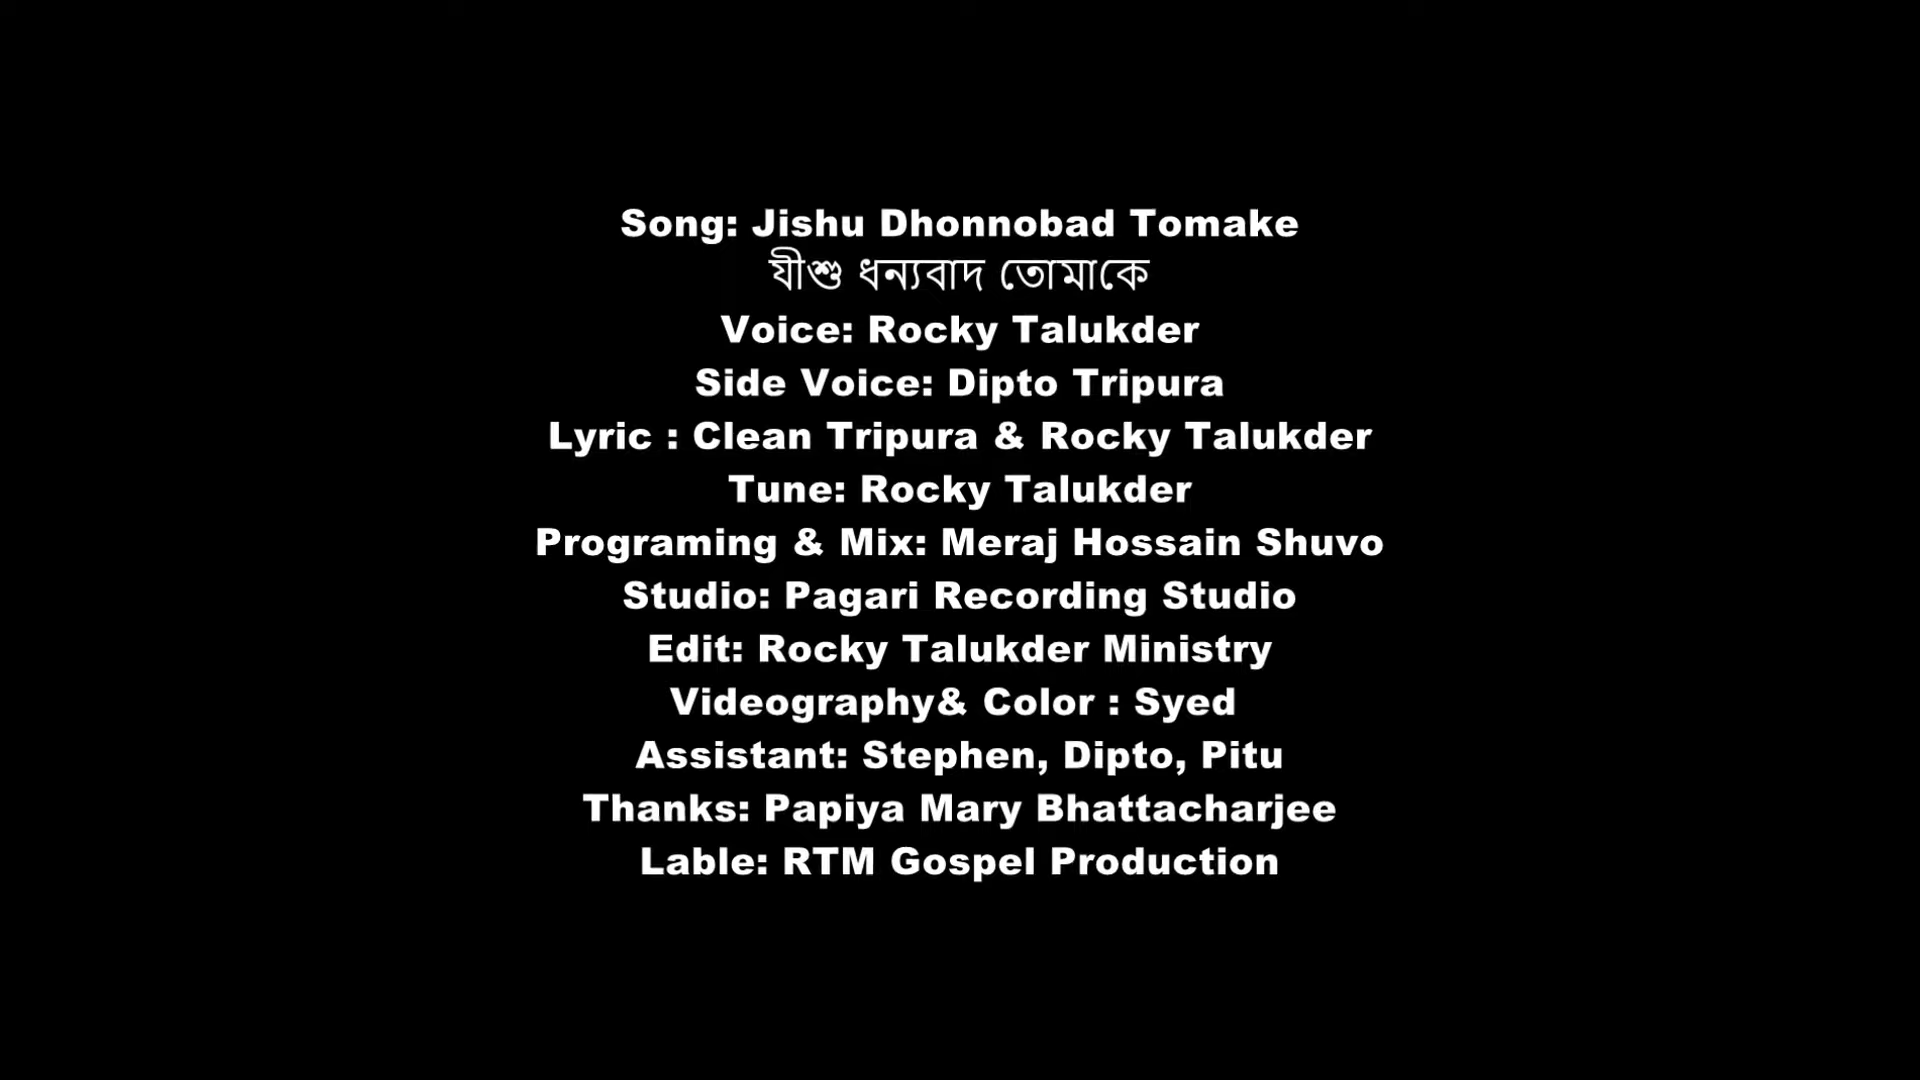 Song: Jishu Dhonnobad Tomake
যীশু ধন্যবাদ তোমাকে
Voice: Rocky Talukder
Side Voice: Dipto Tripura
Lyric : Clean Tripura & Rocky Talukder
Tune: Rocky Talukder
Programing & Mix: Meraj Hossain Shuvo
Studio: Pagari Recording Studio
Edit: Rocky Talukder Ministry
Videography& Color : Syed
Assistant: Stephen, Dipto, Pitu
Thanks: Papiya Mary Bhattacharjee
Lable: RTM Gospel Production